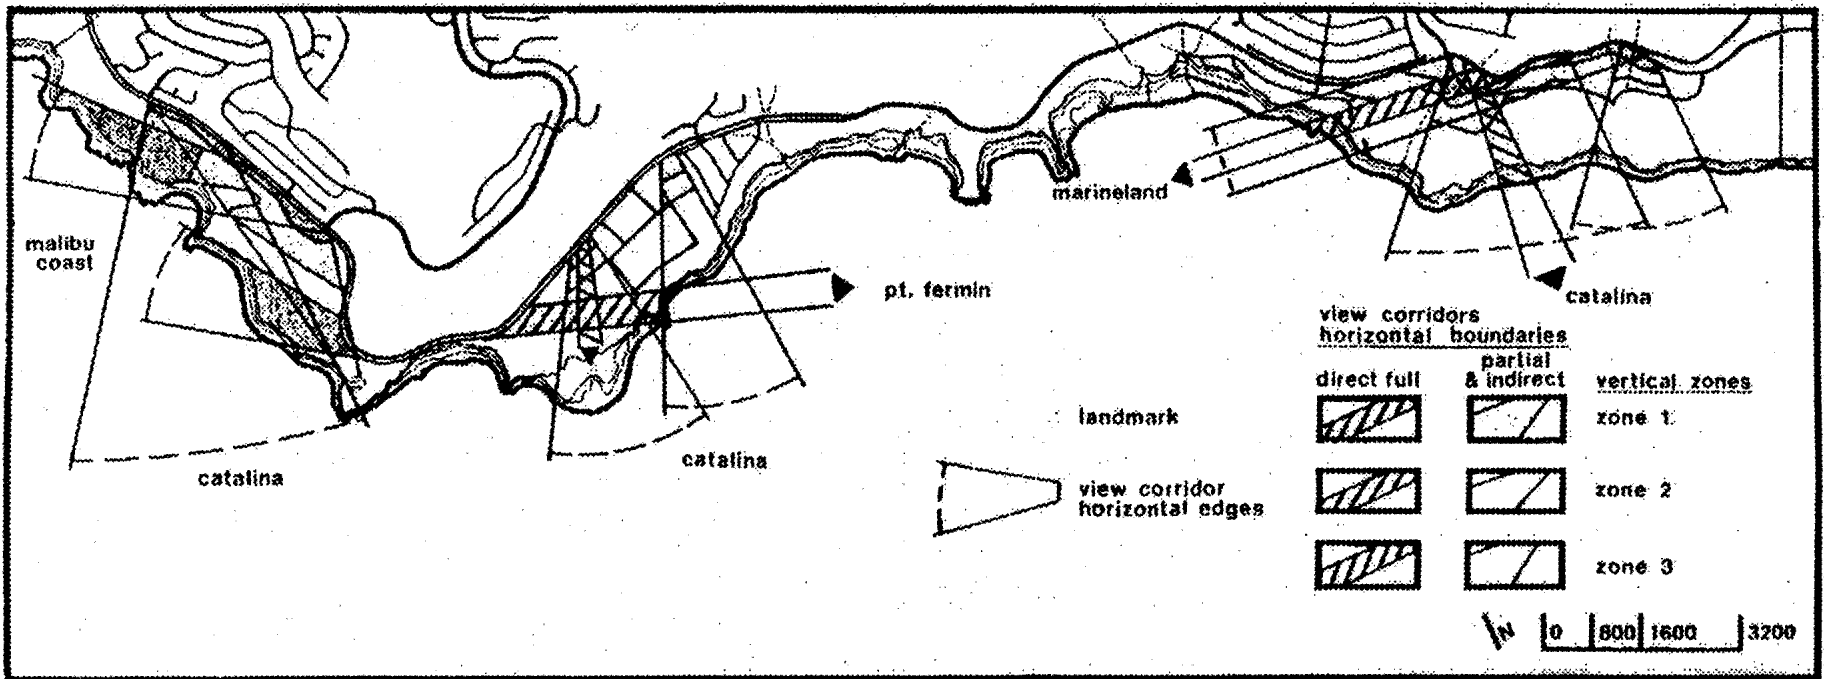 malibu
coast
catalina
catalina
pt. fermin
marineland
catalina
view corridors
horizontal boundaries
direct full
partial
& indirect
vertical zones
landmark
zone 1
view corridor
horizontal edges
zone 2
zone 3
N
0 800 1600 3200